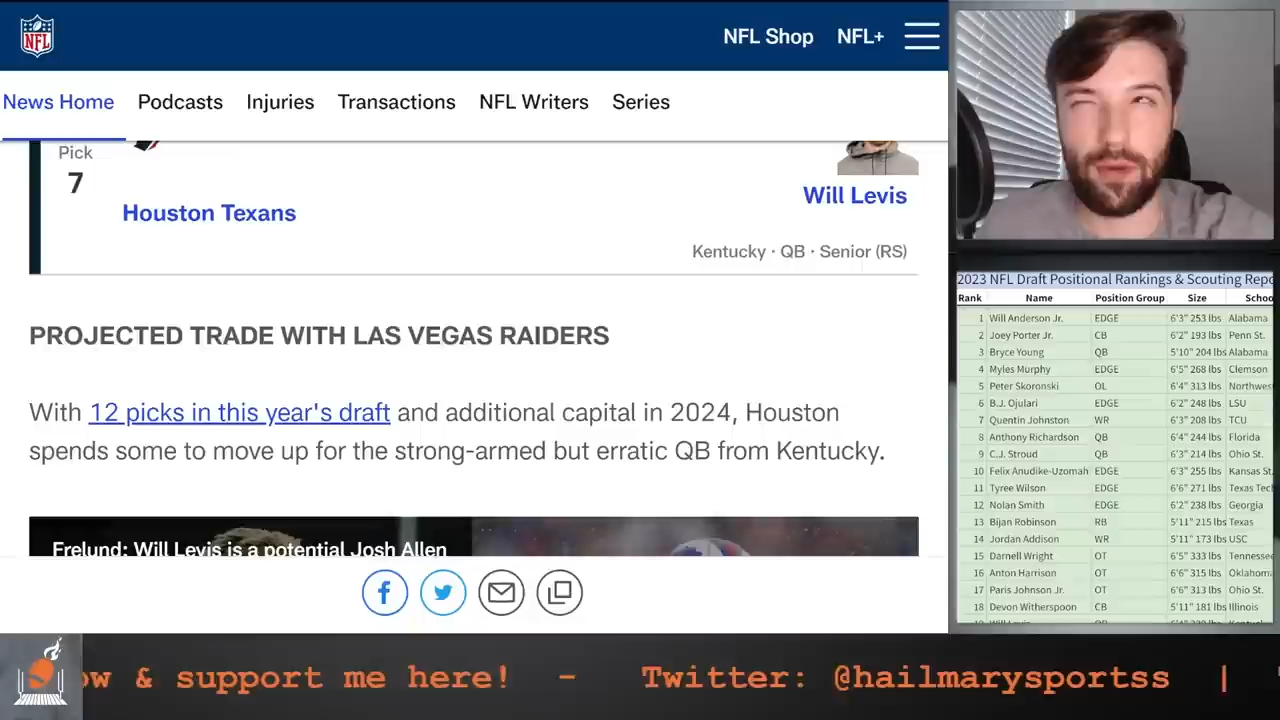 NFL
NFL Shop NFL+
News Home Podcasts Injuries Transactions NFL Writers Series
Pick
7
Houston Texans
Will Levis
Kentucky · QB · Senior (RS)
PROJECTED TRADE WITH LAS VEGAS RAIDERS
With 12 picks in this year's draft and additional capital in 2024, Houston
spends some to move up for the strong-armed but erratic QB from Kentucky.
Frelund: Will Levis is a potential Josh Allen
2023 NFL Draft Positional Rankings & Scouting Repo
Rank Name Position Group Size Schoo
1 Will Anderson Jr. EDGE 6'3" 253 lbs Alabama
2 Joey Porter Jr. CB 6'2" 193 lbs Penn St.
3 Bryce Young QB 5'10" 204 lbs Alabama
4 Myles Murphy EDGE 6'5" 268 lbs Clemson
5 Peter Skoronski OL 6'4" 313 lbs Northwes
6 B.J. Ojulari EDGE 6'2" 248 lbs LSU
7 Quentin Johnston WR 6'3" 208 lbs TCU
8 Anthony Richardson QB 6'4" 244 lbs Florida
9 C.J. Stroud QB 6'3" 214 lbs Ohio St.
10 Felix Anudike-Uzomah EDGE 6'3" 255 lbs Kansas St.
11 Tyree Wilson EDGE 6'6" 271 lbs Texas Tech
12 Nolan Smith EDGE 6'2" 238 lbs Georgia
13 Bijan Robinson RB 5'11" 215 lbs Texas
14 Jordan Addison WR 5'11" 173 lbs USC
15 Darnell Wright OT 6'5" 333 lbs Tennessee
16 Anton Harrison OT 6'6" 315 lbs Oklahoma
17 Paris Johnson Jr. OT 6'6" 313 lbs Ohio St.
18 Devon Witherspoon CB 5'11" 181 lbs Illinois
ow & support me here! - Twitter: @hailmarysportss |